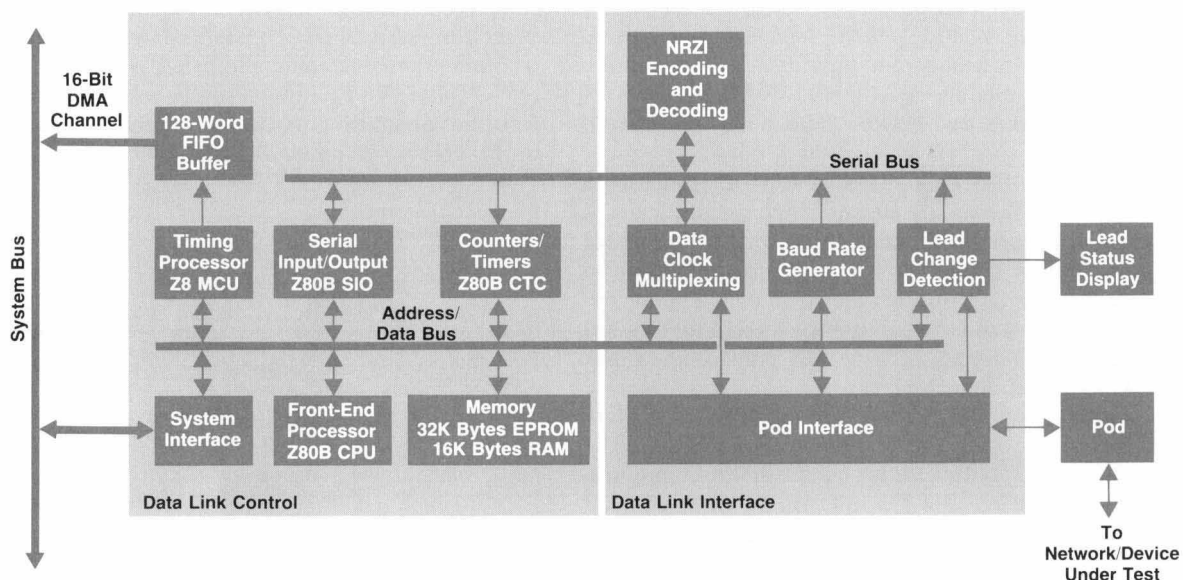 System Bus
16-Bit
DMA
Channel
128-Word
FIFO
Buffer
NRZI
Encoding
and
Decoding
Serial Bus
Timing
Processor
Z8 MCU
Serial
Input/Output
Z80B SIO
Counters/
Timers
Z80B CTC
Data
Clock
Multiplexing
Baud Rate
Generator
Lead
Change
Detection
Lead
Status
Display
Address/
Data Bus
System
Interface
Front-End
Processor
Z80B CPU
Memory
32K Bytes EPROM
16K Bytes RAM
Pod Interface
Pod
Data Link Control
Data Link Interface
To
Network/Device
Under Test